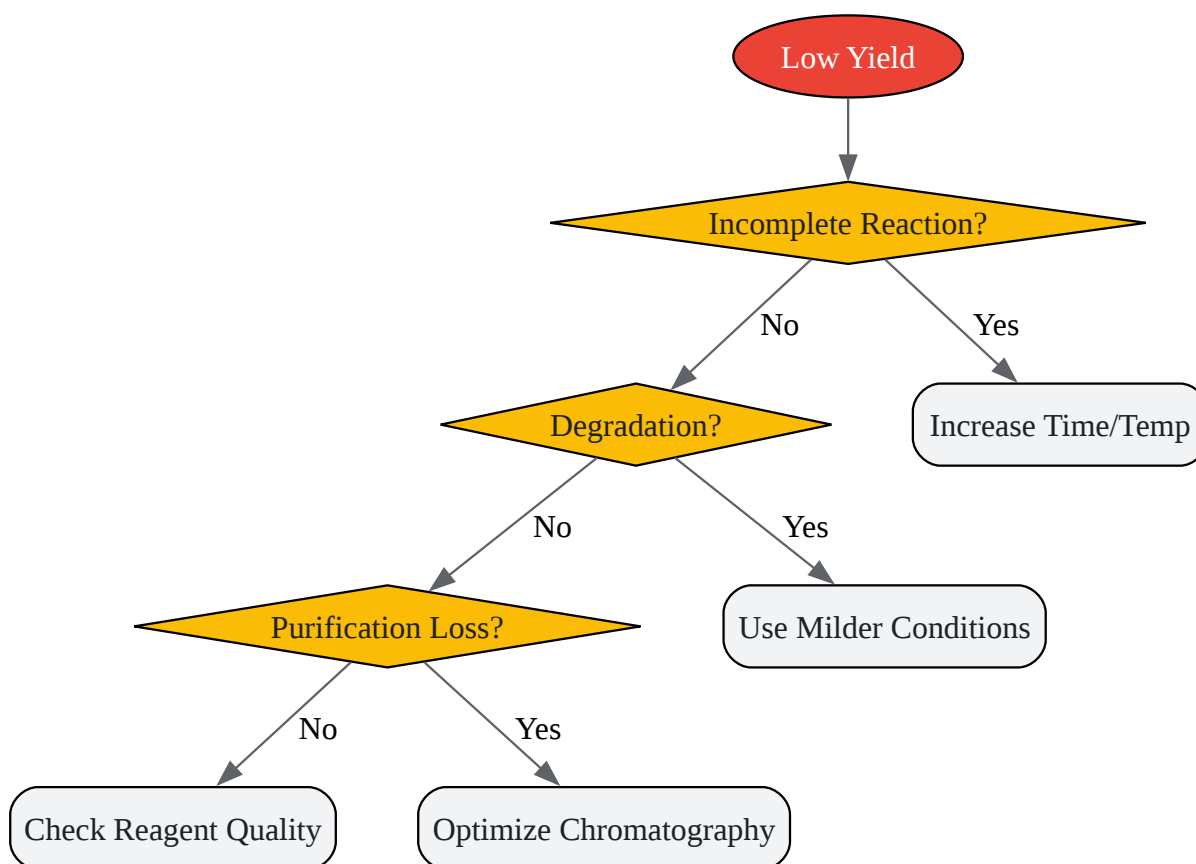 Low Yield
Incomplete Reaction?
No
Yes
Degradation?
Increase Time/Temp
No
Yes
Purification Loss?
Use Milder Conditions
No
Yes
Check Reagent Quality
Optimize Chromatography